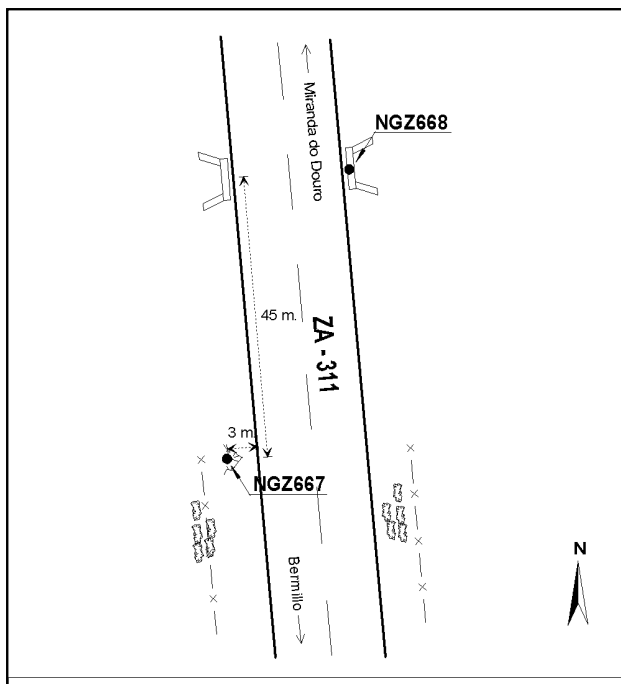 Miranda do Douro
NGZ668
45 m.
ZA - 311
3 m.
NGZ667
Bermillo
N